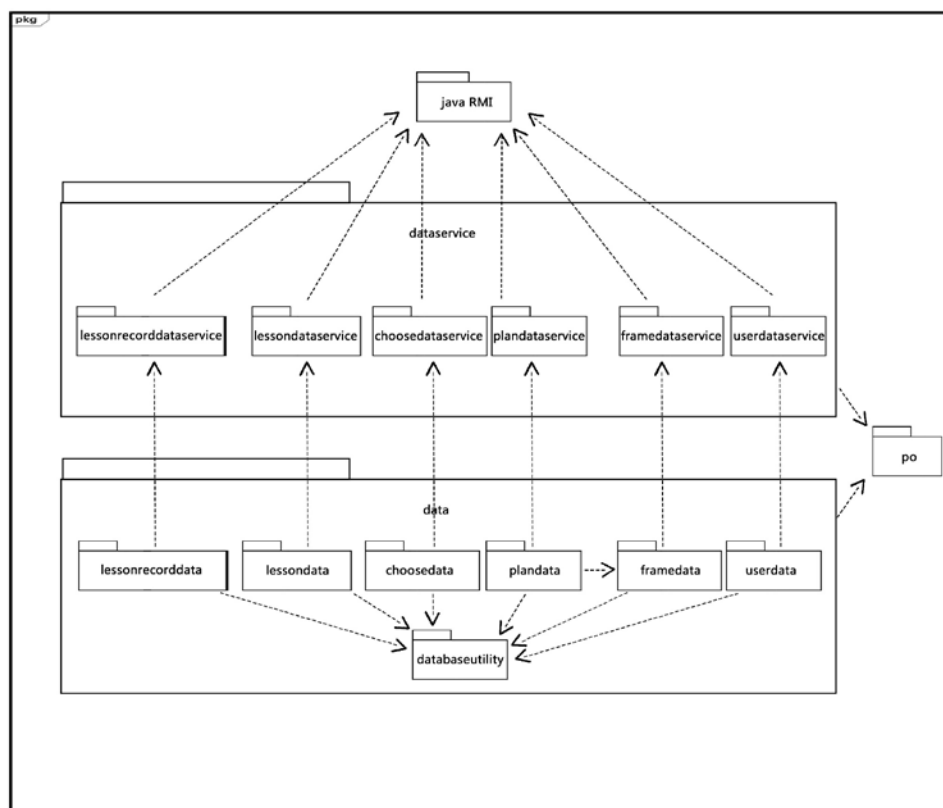 pkg
java RMI
dataservice
lessonrecorddataservice
lessondataservice
choosedataservice
plandataservice
framedataservice
userdataservice
po
data
lessonrecorddata
lessondata
choosedata
plandata
framedata
userdata
databaseutility